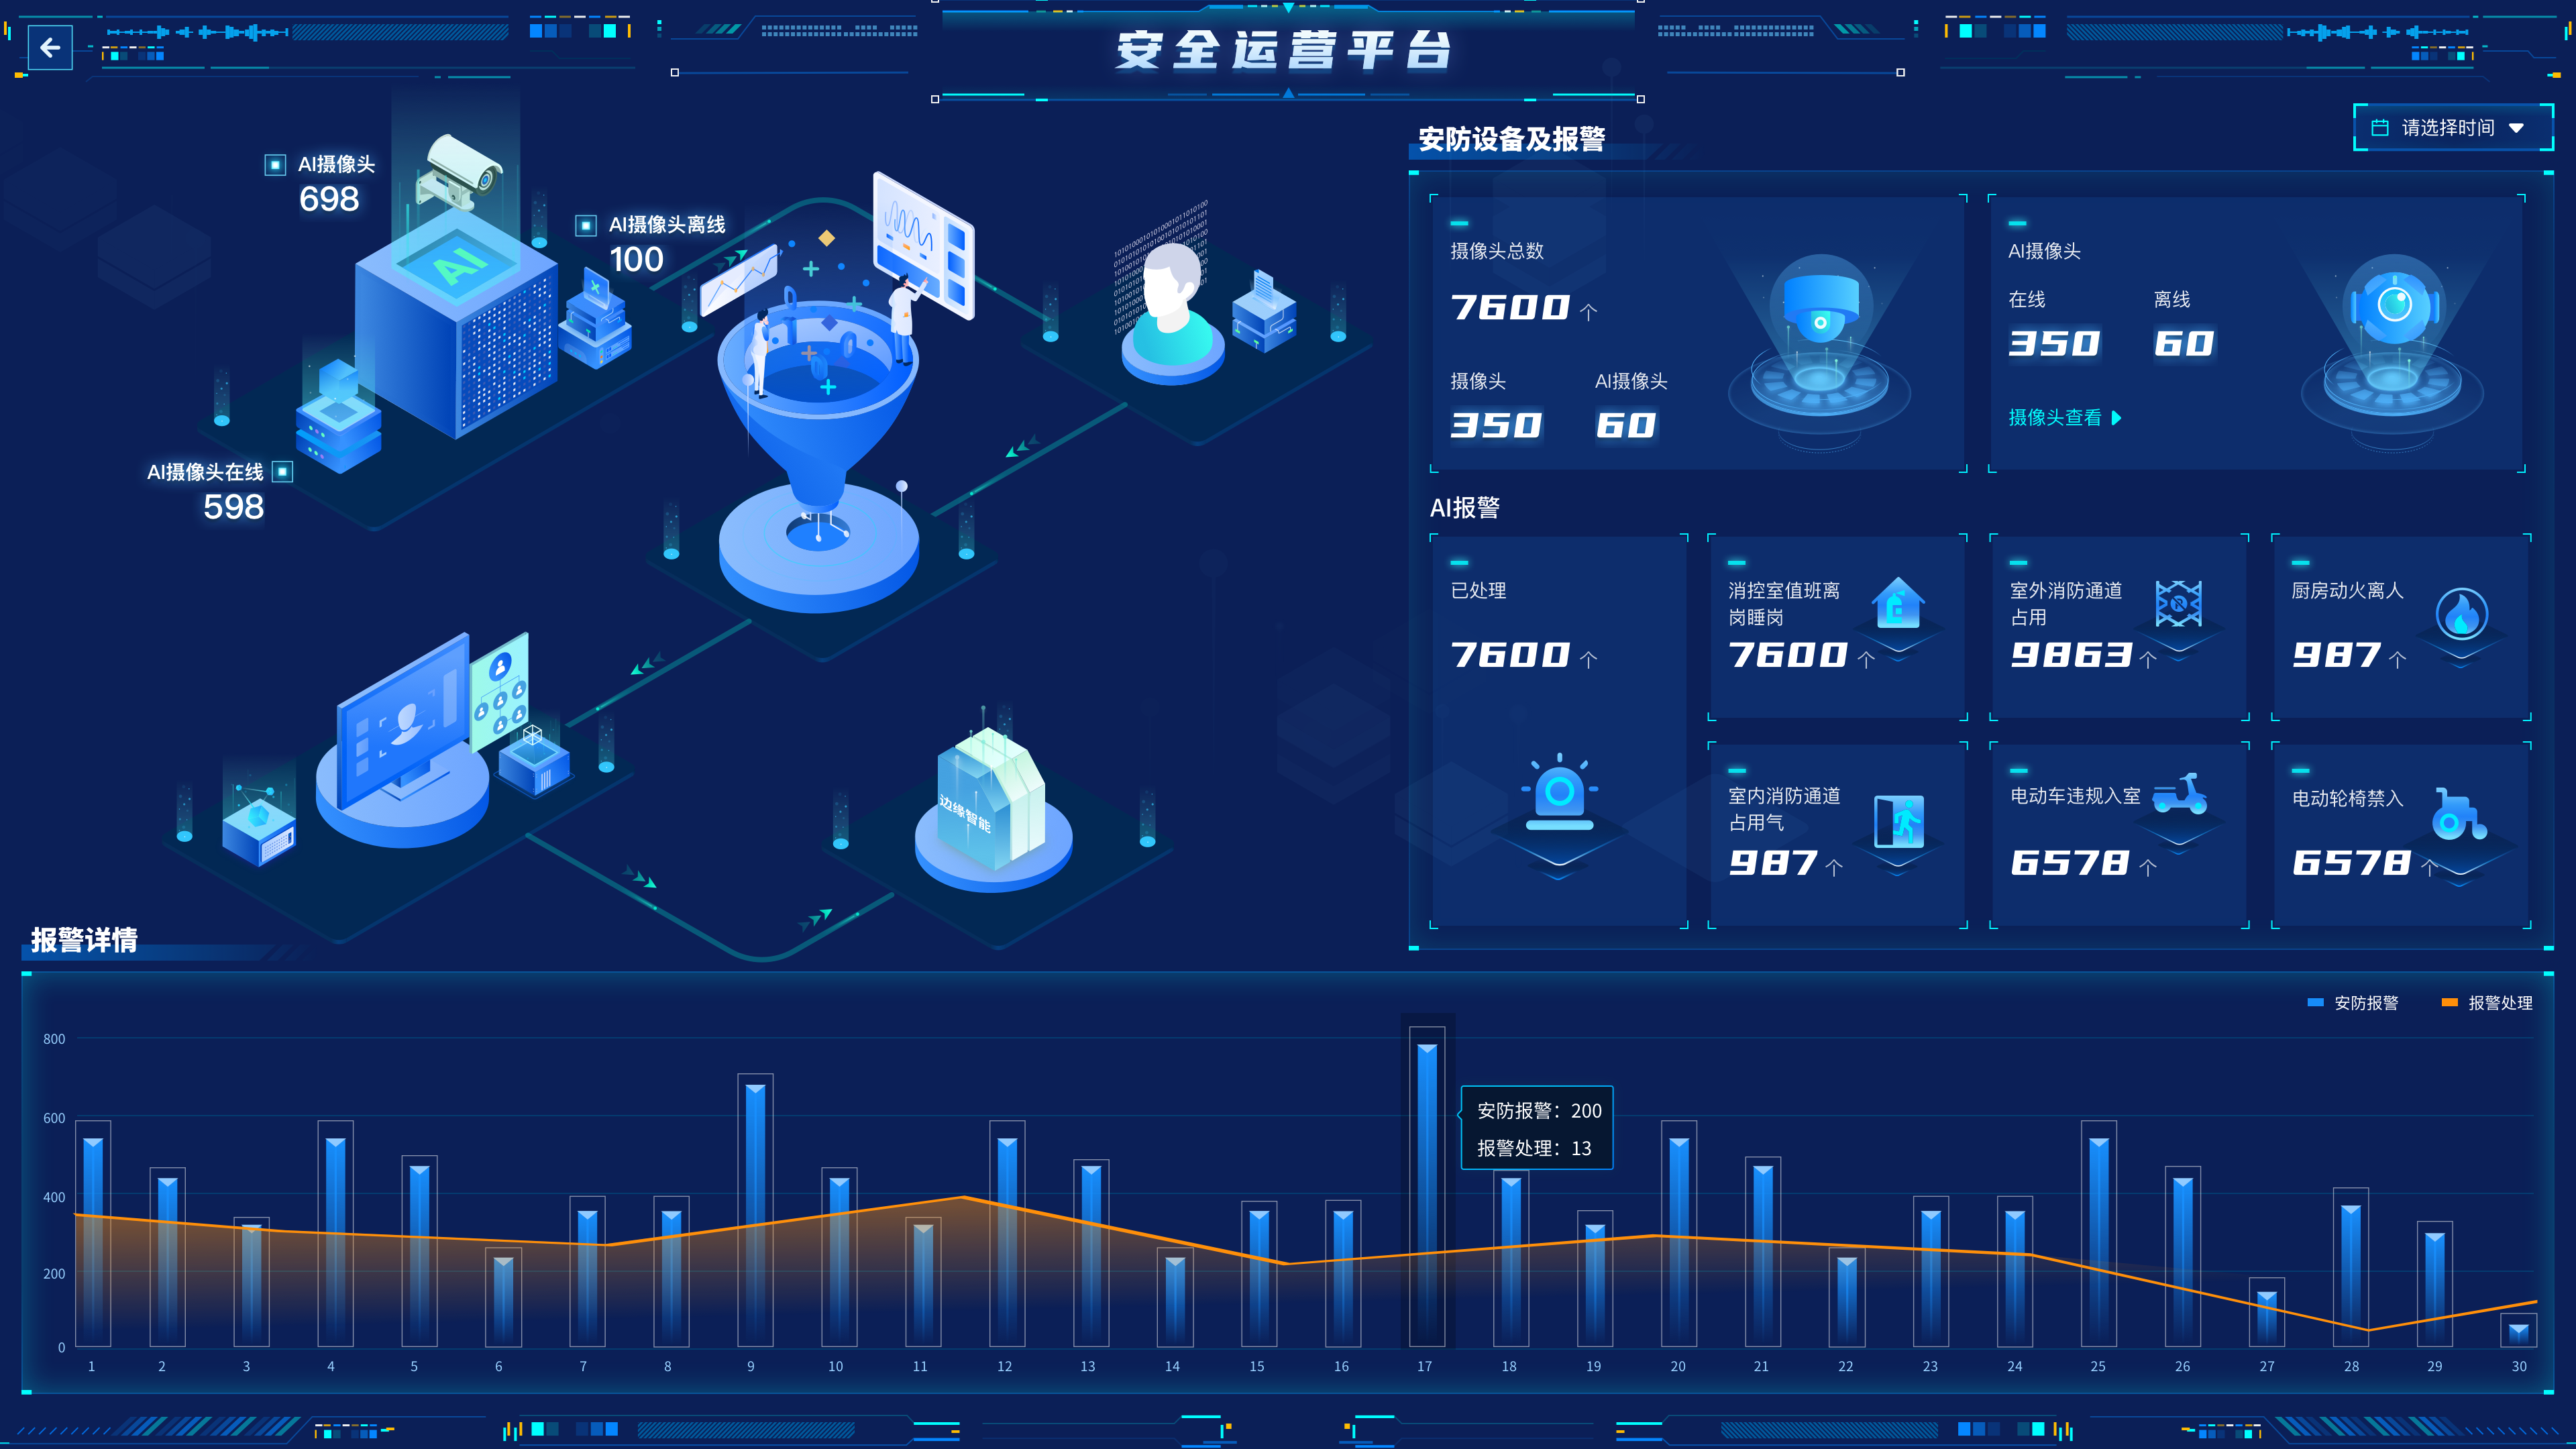 安全运营平台
AI摄像头
698
AI摄像头离线
100
AI摄像头在线
598
AI
边缘智能
安防设备及报警
请选择时间
摄像头总数
7600 个
摄像头
350
AI摄像头
60
AI摄像头
在线
350
离线
60
摄像头查看
AI报警
已处理
7600 个
消控室值班离
岗睡岗
7600 个
室外消防通道
占用
9863 个
厨房动火离人
987 个
室内消防通道
占用气
987 个
电动车违规入室
6578 个
电动轮椅禁入
6578 个
报警详情
安防报警
报警处理
800
600
400
200
0
安防报警：200
报警处理：13
1 2 3 4 5 6 7 8 9 10 11 12 13 14 15 16 17 18 19 20 21 22 23 24 25 26 27 28 29 30